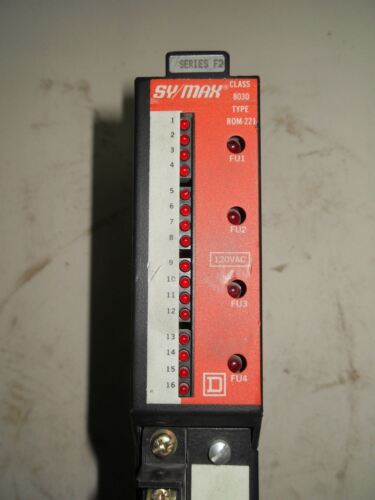 SERIES F2
SY/MAX®
CLASS
8030
TYPE
ROM-221
1
2
3
4
5
6
7
8
9
10
11
12
13
14
15
16
FU1
FU2
120VAC
FU3
FU4
D